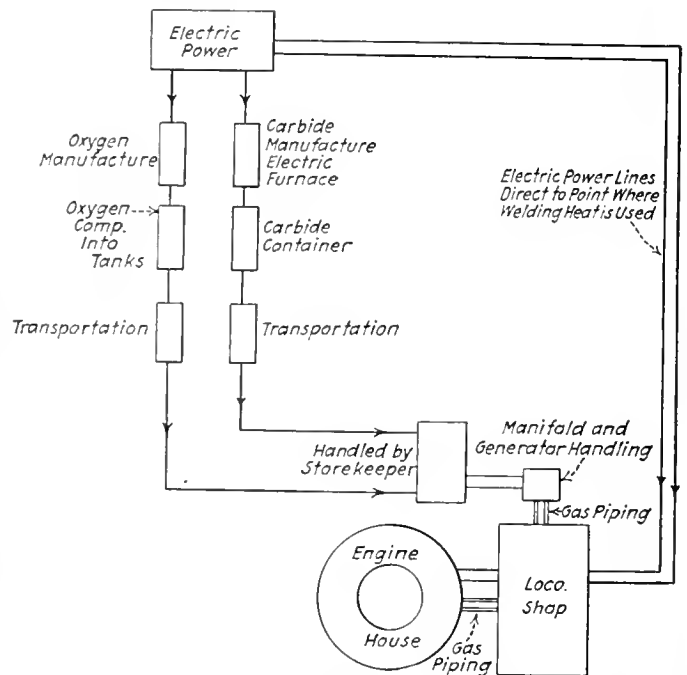 Electric
Power
Oxygen
Manufacture
Carbide
Manufacture
Electric
Furnace
Electric Power Lines
Direct to Point Where
Welding Heat is Used
Oxygen
Comp.
Into
Tanks
Carbide
Container
Transportation
Transportation
Handled by
Storekeeper
Manifold and
Generator Handling
Gas Piping
Engine
House
Loco.
Shop
Gas
Piping